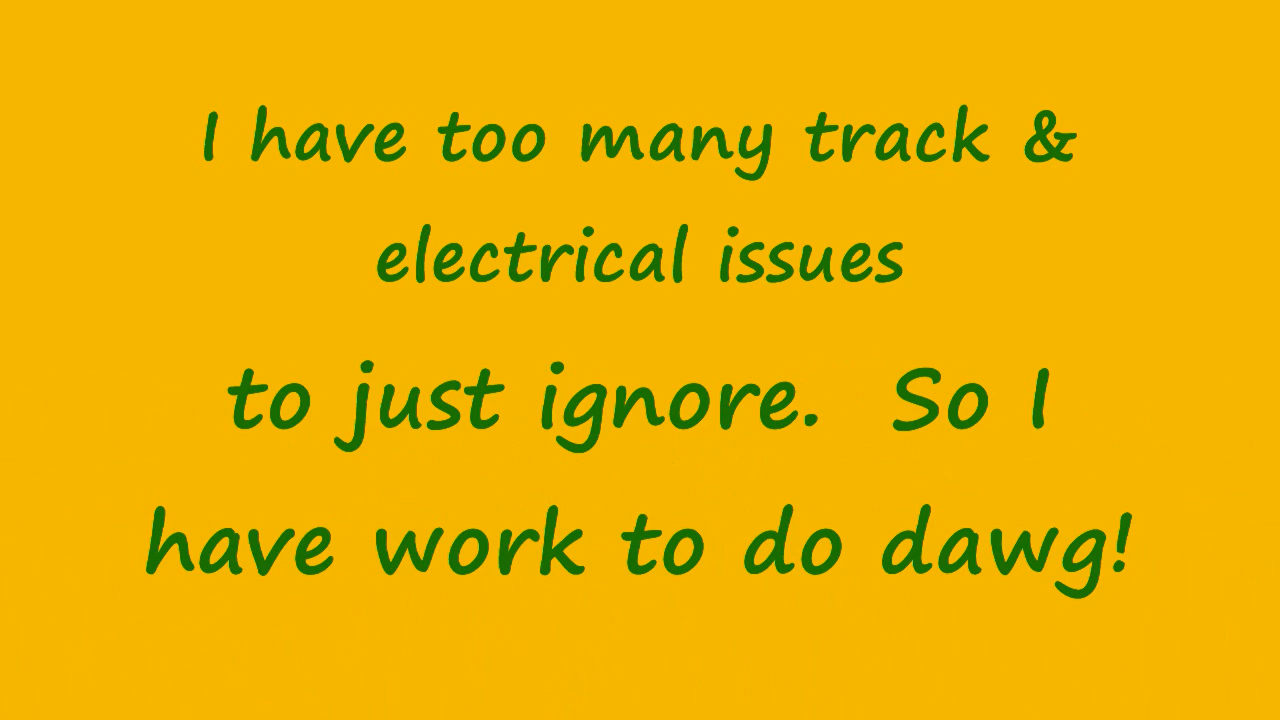 I have too many track &
electrical issues
to just ignore.  So I
have work to do dawg!